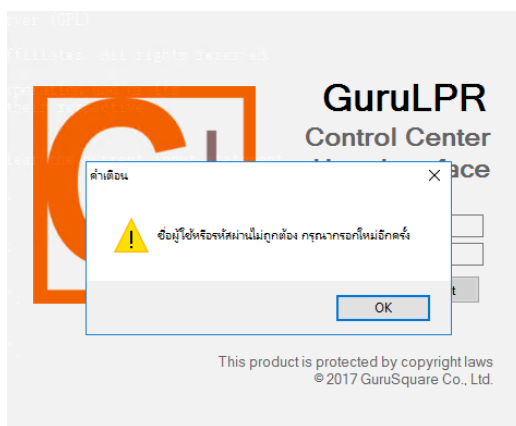 rver (GPL)
GuruLPR
Control Center
คำเตือน
ชื่อผู้ใช้หรือรหัสผ่านไม่ถูกต้อง กรุณากรอกใหม่อีกครั้ง
OK
This product is protected by copyright laws
© 2017 GuruSquare Co., Ltd.